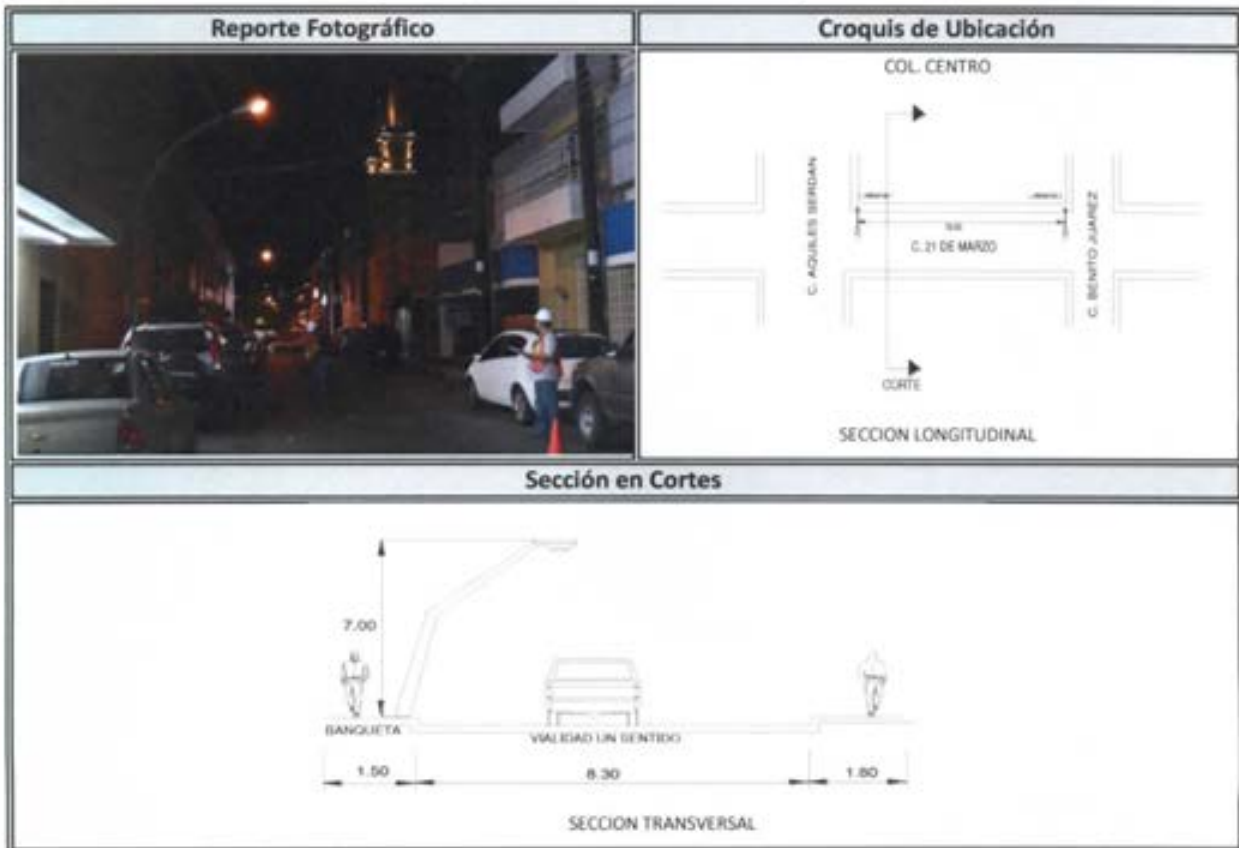 Reporte Fotográfico
Croquis de Ubicación
COL. CENTRO
C. AQUILES SERDAN
C. 21 DE MARZO
C. BENITO JUAREZ
CORTE
SECCION LONGITUDINAL
Sección en Cortes
7.00
BANQUETA
VIALIDAD UN SENTIDO
1.50
8.30
1.80
SECCION TRANSVERSAL